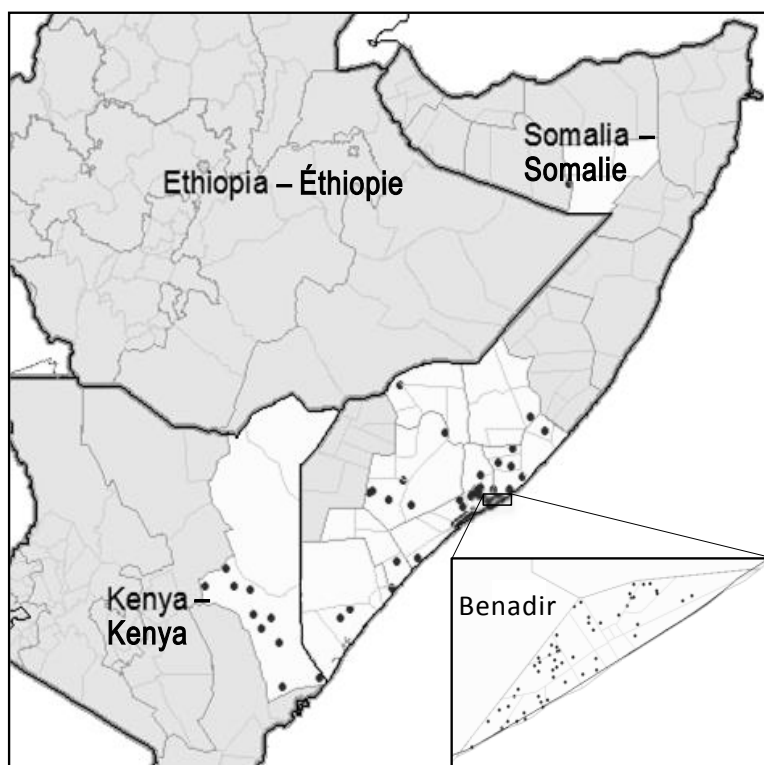 Somalia –
Somalie
Ethiopia – Éthiopie
Kenya –
Kenya
Benadir